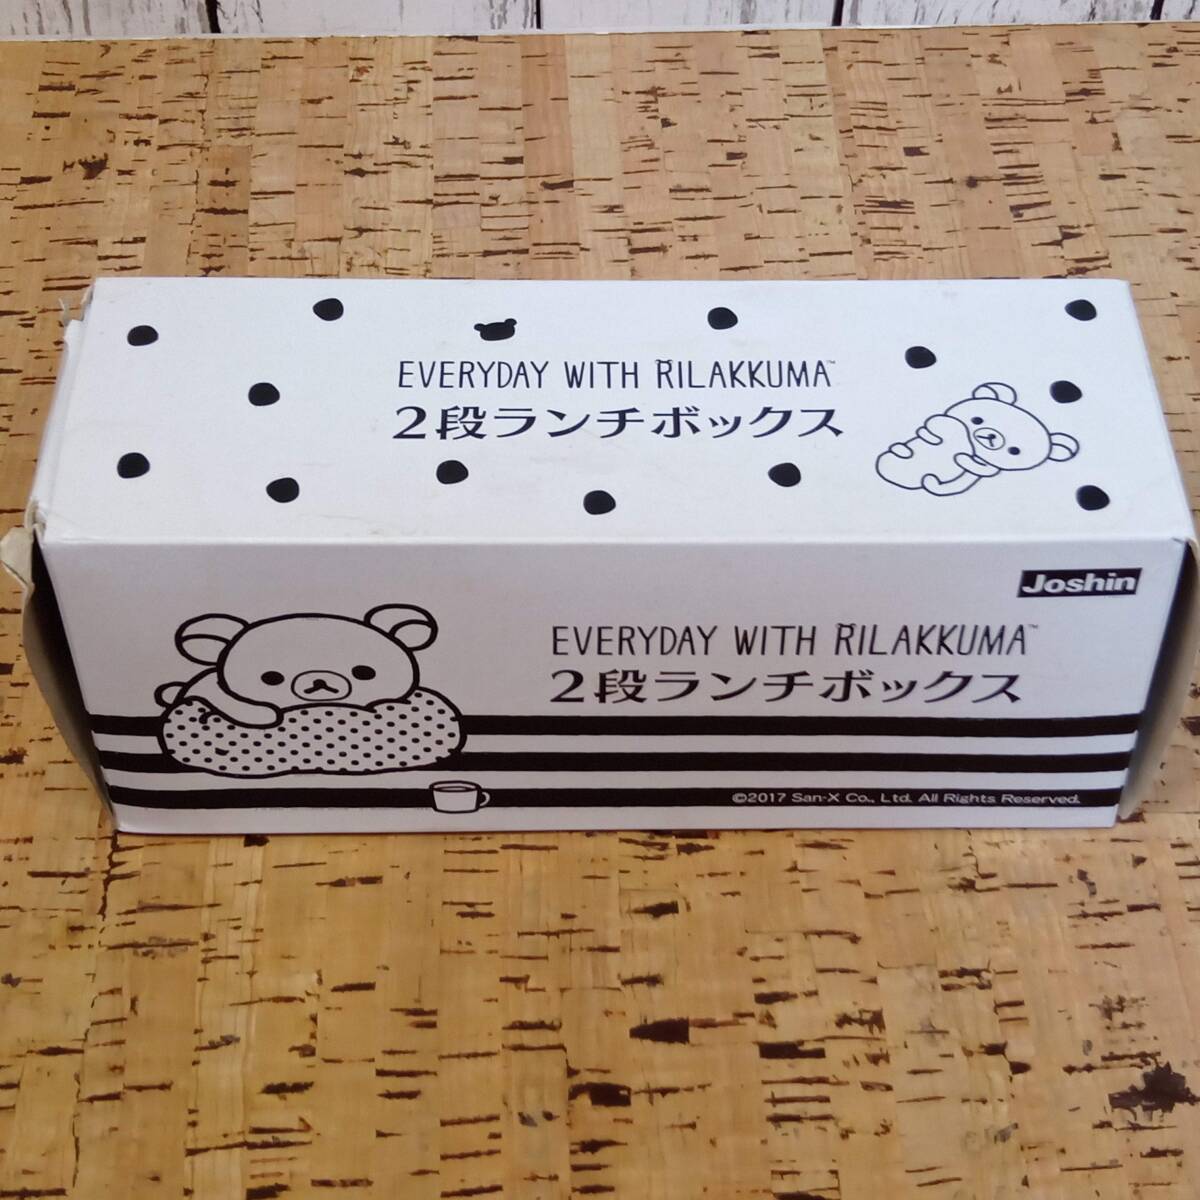 EVERYDAY WITH RILAKKUMA™
２段ランチボックス
Joshin
EVERYDAY WITH RILAKKUMA™
２段ランチボックス
©2017 San-X Co., Ltd. All Rights Reserved.